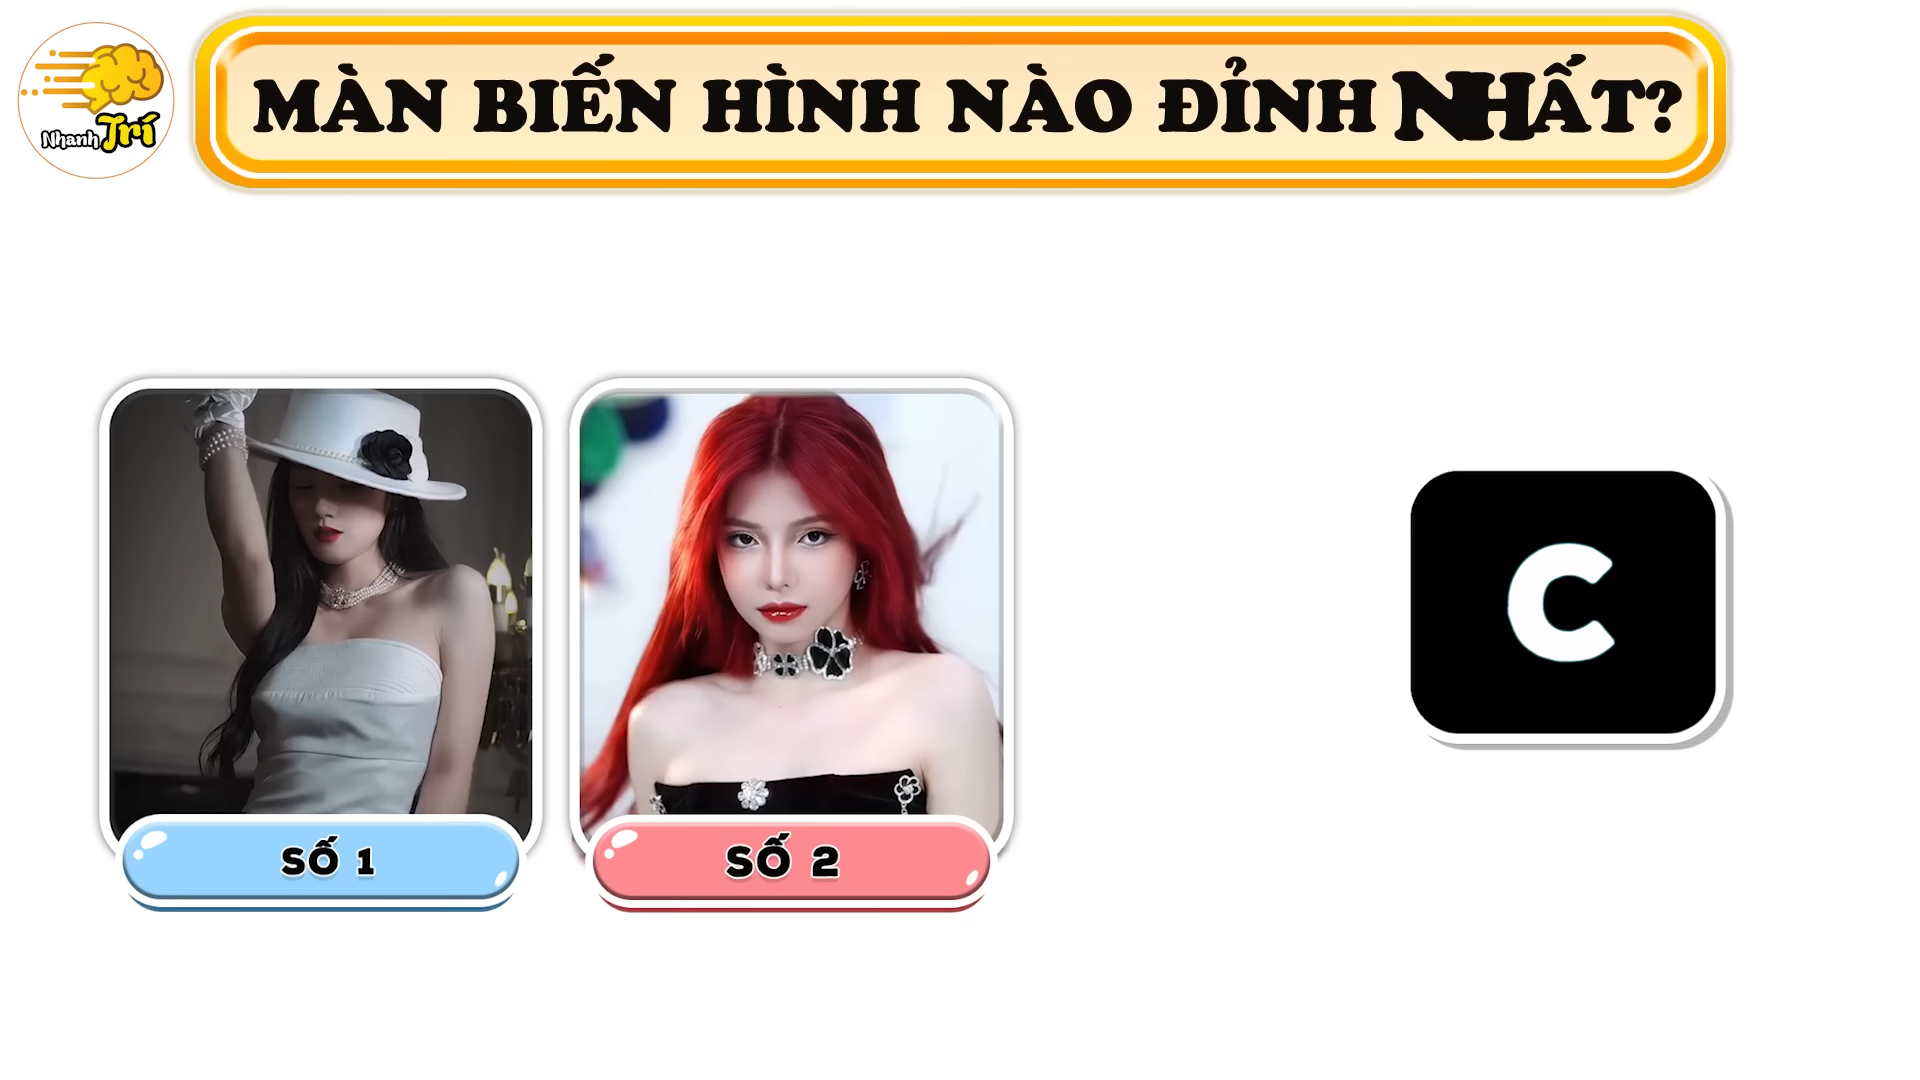 Nhanh Trí
MÀN BIẾN HÌNH NÀO ĐỈNH NHẤT?
SỐ 1
SỐ 2
C